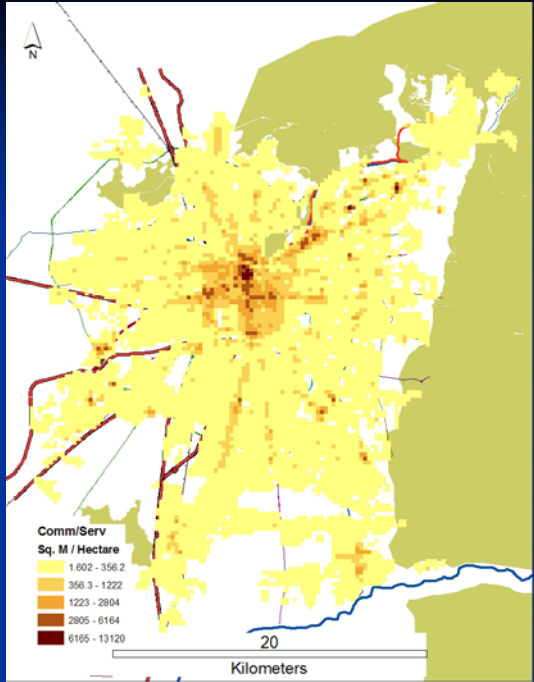 N
Comm/Serv
Sq. M / Hectare
1.602 - 356.2
356.3 - 1222
1223 - 2804
2805 - 6164
6165 - 13120
20
Kilometers